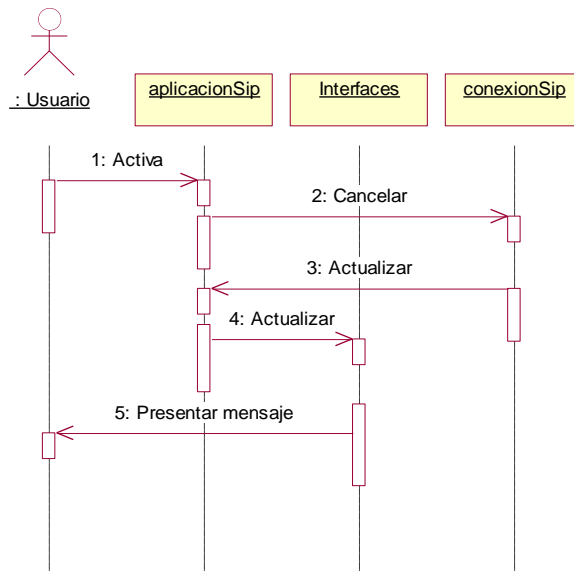 : Usuario
aplicacionSip
Interfaces
conexionSip
1: Activa
2: Cancelar
3: Actualizar
4: Actualizar
5: Presentar mensaje